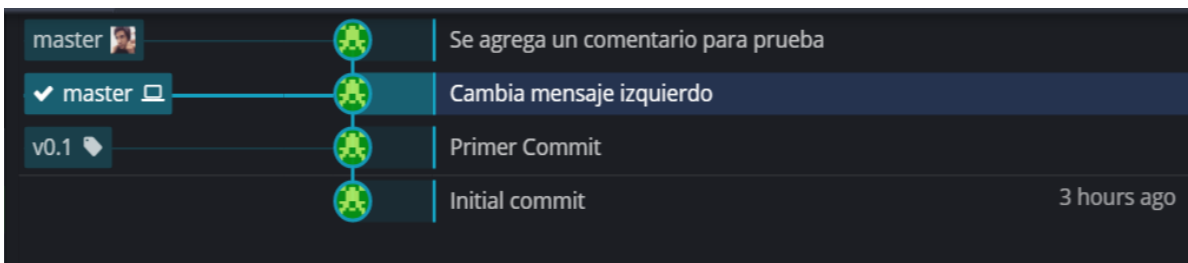 master Se agrega un comentario para prueba
master Cambia mensaje izquierdo
v0.1 Primer Commit
Initial commit 3 hours ago